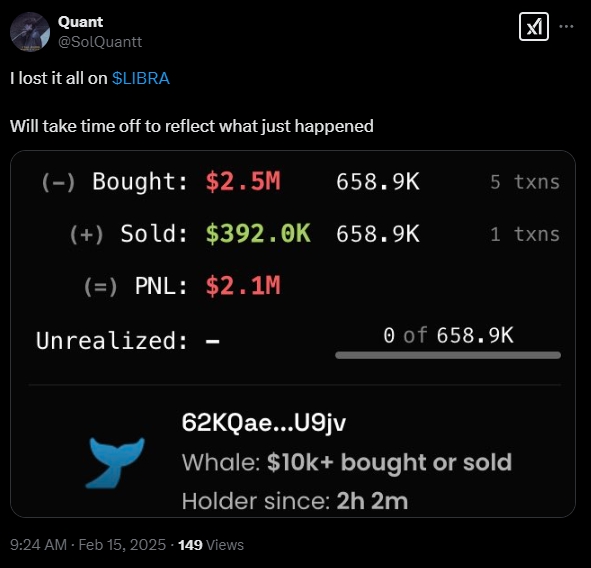 Quant
@SolQuantt
I lost it all on $LIBRA
Will take time off to reflect what just happened
(-) Bought: $2.5M 658.9K 5 txns
(+) Sold: $392.0K 658.9K 1 txns
(=) PNL: $2.1M
Unrealized: – 0 of 658.9K
62KQae...U9jv
Whale: $10k+ bought or sold
Holder since: 2h 2m
9:24 AM · Feb 15, 2025 · 149 Views